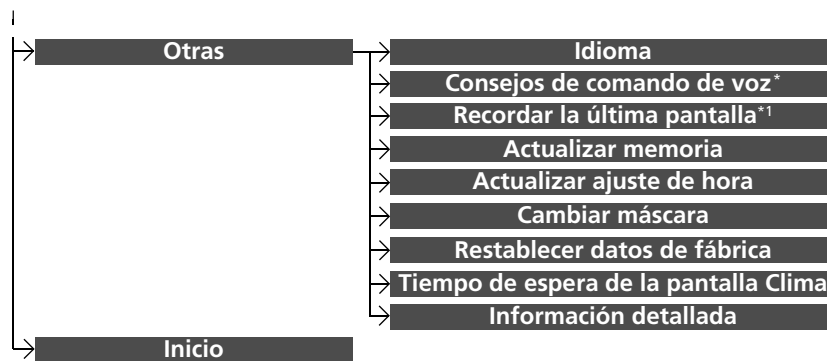 Otras
Idioma
Consejos de comando de voz*
Recordar la última pantalla*1
Actualizar memoria
Actualizar ajuste de hora
Cambiar máscara
Restablecer datos de fábrica
Tiempo de espera de la pantalla Clima
Información detallada
Inicio